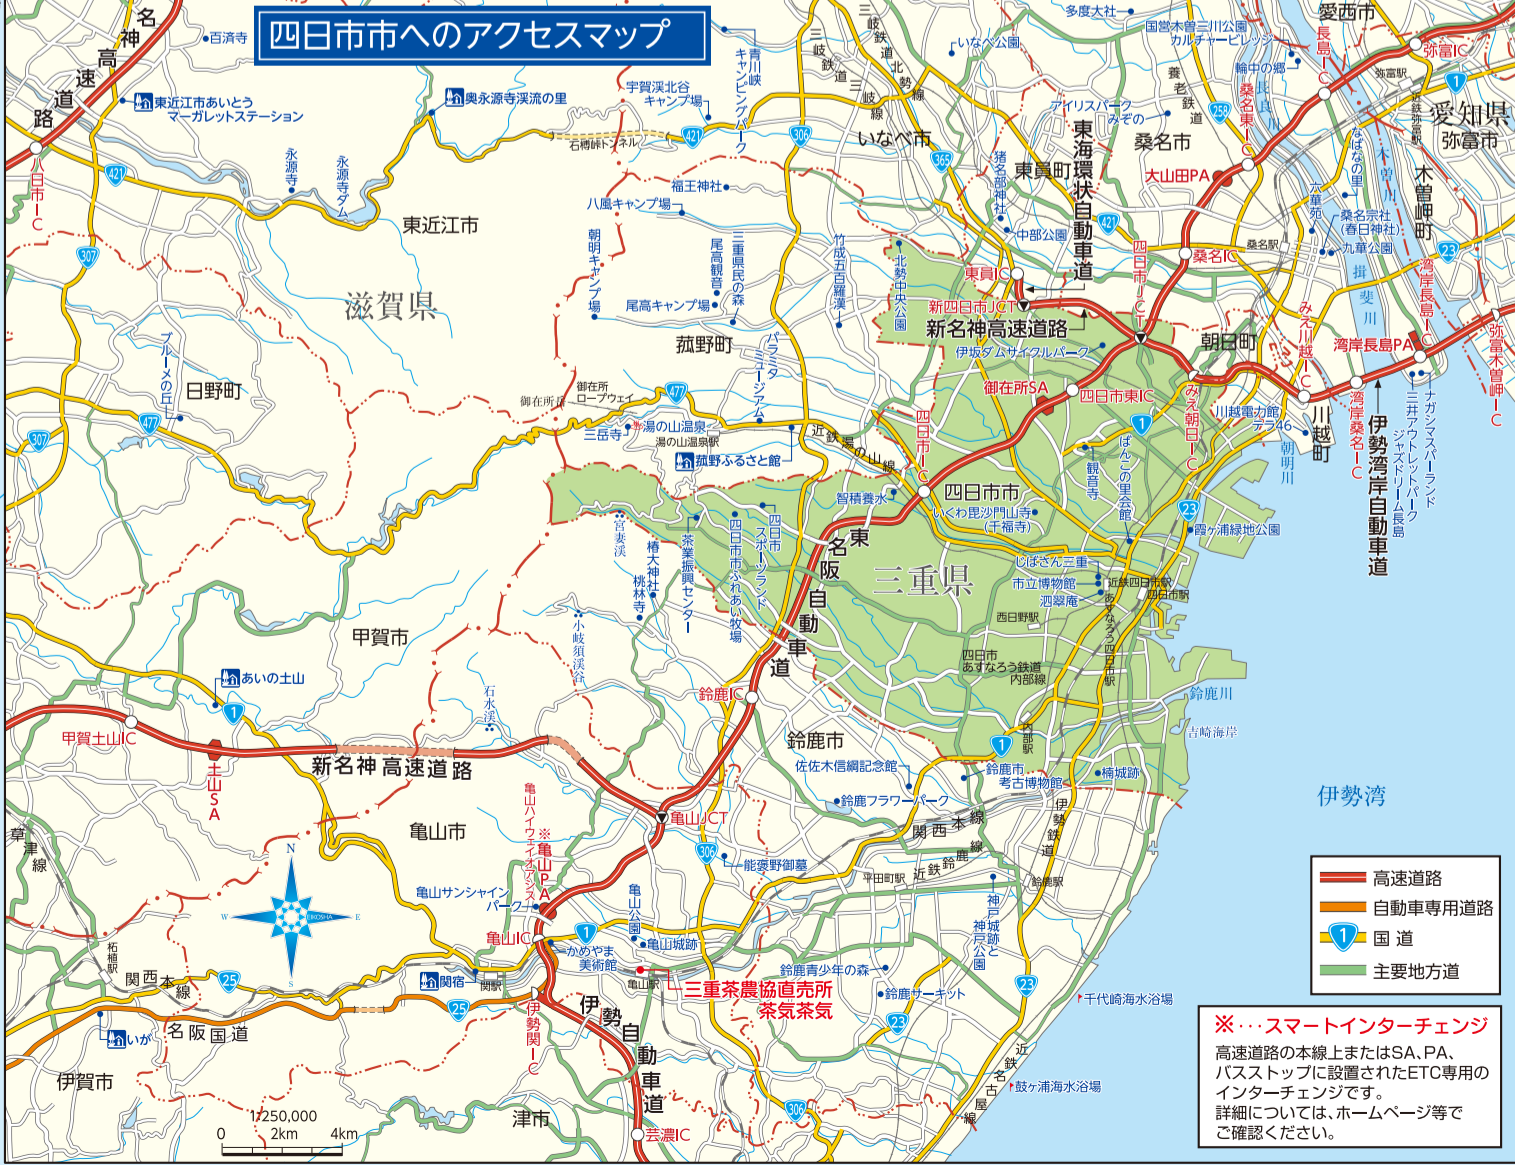 四日市市へのアクセスマップ
名神高速道路
百済寺
東近江市あいとう
マーガレットステーション
奥永源寺渓流の里
宇賀渓北谷
キャンプ場
青川峡
キャンピングパーク
三岐鉄道
三岐鉄道北勢線
三岐線
いなべ公園
多度大社
国営木曽三川公園
カルチャービレッジ
輪中の郷
愛西市
長島IC
弥富IC
弥富駅
近鉄弥富駅
1
愛知県
弥富市
養老鉄道
258
桑名東IC
長良川
アイリスパーク
みぞの
桑名市
いなべ市
421
306
石榑峠トンネル
365
東員町
猪名部神社
東海環状自動車道
大山田PA
なばなの里
木曽川
木曽岬町
六華苑
桑名宗社
(春日神社)
九華公園
23
八日市IC
421
永源寺
永源寺ダム
東近江市
福王神社
八風キャンプ場
朝明キャンプ場
尾高観音
三重県民の森
尾高キャンプ場
竹成五百羅漢
北勢中央公園
中部公園
421
四日市JCT
桑名IC
桑名駅
揖斐川
湾岸長島IC
東員IC
新四日市JCT
新名神高速道路
伊坂ダムサイクルパーク
朝日町
みえ川越IC
湾岸長島PA
弥富木曽岬IC
307
滋賀県
ブルーメの丘
日野町
477
307
菰野町
パラミタ
ミュージアム
御在所
ロープウェイ
御在所岳
477
三岳寺
湯の山温泉
湯の山温泉駅
菰野ふるさと館
近鉄湯の山線
御在所SA
四日市東IC
四日市IC
1
みえ朝日IC
川越電力館
テラ46
川越町
朝明川
湾岸桑名IC
伊勢湾岸自動車道
三井アウトレットパーク
ジャズドリーム長島
ナガシマスパーランド
智積養水
四日市市
いくわ毘沙門山寺
(千福寺)
観音寺
ばんこの里会館
23
霞ヶ浦緑地公園
宮妻渓
椿大神社
桃林寺
茶業振興センター
四日市市ふれあい牧場
四日市
スポーツランド
東名阪自動車道
三重県
じばさん三重
市立博物館
泗翠庵
近鉄四日市駅
四日市駅
あすなろう四日市駅
西日野駅
四日市
あすなろう鉄道
内部線
小岐須渓谷
石水渓
甲賀市
あいの土山
1
甲賀土山IC
土山SA
新名神高速道路
鈴鹿IC
鈴鹿市
鈴鹿川
吉崎海岸
内部駅
1
佐佐木信綱記念館
鈴鹿市
考古博物館
楠城跡
鈴鹿フラワーパーク
伊勢湾
伊勢鉄道
関西本線
近鉄鈴鹿線
平田町駅
鈴鹿駅
亀山市
亀山ハイウェイオアシス
※亀山PA
亀山JCT
306
能褒野御墓
草津線
N
W
E
S
亀山サンシャイン
パーク
亀山公園
亀山IC
1
かめやま
美術館
亀山城跡
神戸城跡と
神戸公園
柘植駅
関西本線
25
関宿
関駅
亀山駅
三重茶農協直売所
茶気茶気
鈴鹿青少年の森
鈴鹿サーキット
23
23
千代崎海水浴場
いが
名阪国道
25
伊勢関IC
伊勢自動車道
伊賀市
津市
芸濃IC
306
近鉄名古屋線
鼓ヶ浦海水浴場
1:250,000
0 2km 4km
高速道路
自動車専用道路
1 国道
主要地方道
※・・・スマートインターチェンジ
高速道路の本線上またはSA、PA、
バスストップに設置されたETC専用の
インターチェンジです。
詳細については、ホームページ等で
ご確認ください。